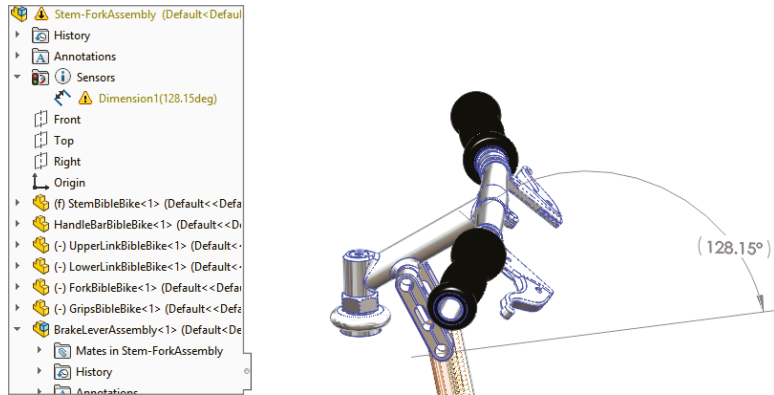 Stem-ForkAssembly (Default<Defaul
History
Annotations
Sensors
Dimension1(128.15deg)
Front
Top
Right
Origin
(f) StemBibleBike<1> (Default<<Defa
HandleBarBibleBike<1> (Default<<De
(-) UpperLinkBibleBike<1> (Default<
(-) LowerLinkBibleBike<1> (Default<
(-) ForkBibleBike<1> (Default<<Defa
(-) GripsBibleBike<1> (Default<<Defa
BrakeLeverAssembly<1> (Default<De
Mates in Stem-ForkAssembly
History
Annotations
(128.15°)